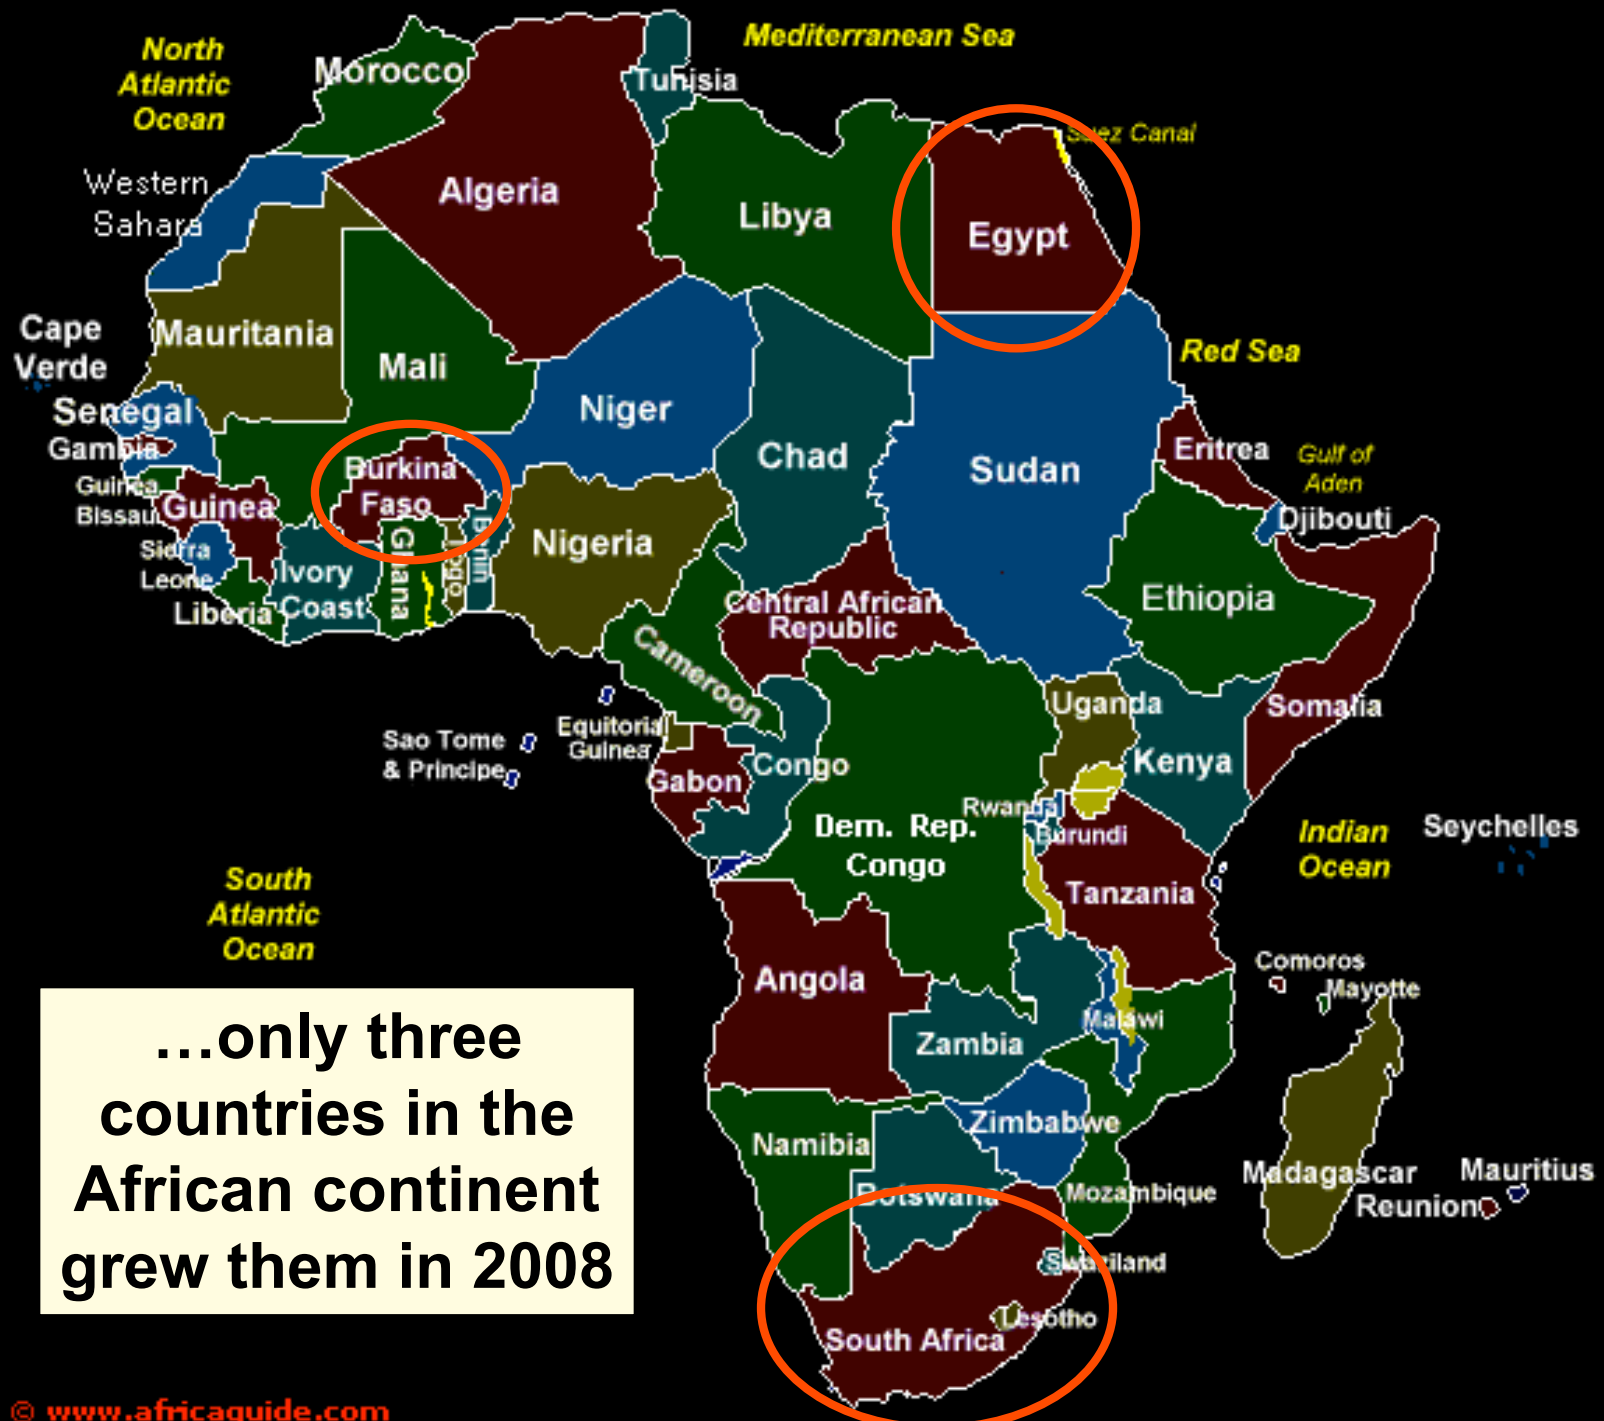 North
Atlantic
Ocean
Mediterranean Sea
Morocco
Tunisia
Suez Canal
Western
Sahara
Algeria
Libya
Egypt
Cape
Verde
Mauritania
Mali
Niger
Chad
Sudan
Red Sea
Senegal
Gambia
Guinea
Bissau
Guinea
Burkina
Faso
Eritrea
Gulf of
Aden
Djibouti
Sierra
Leone
Liberia
Ivory
Coast
Ghana
Togo
Benin
Nigeria
Central African
Republic
Ethiopia
Cameroon
Equitorial
Guinea
Sao Tome
& Principe
Gabon
Congo
Uganda
Kenya
Somalia
Rwanda
Burundi
Dem. Rep.
Congo
Tanzania
Indian
Ocean
Seychelles
South
Atlantic
Ocean
Angola
Zambia
Malawi
Comoros
Mayotte
Namibia
Zimbabwe
Botswana
Mozambique
Madagascar
Mauritius
Reunion
Swaziland
Lesotho
South Africa
…only three
countries in the
African continent
grew them in 2008
© www.africaguide.com